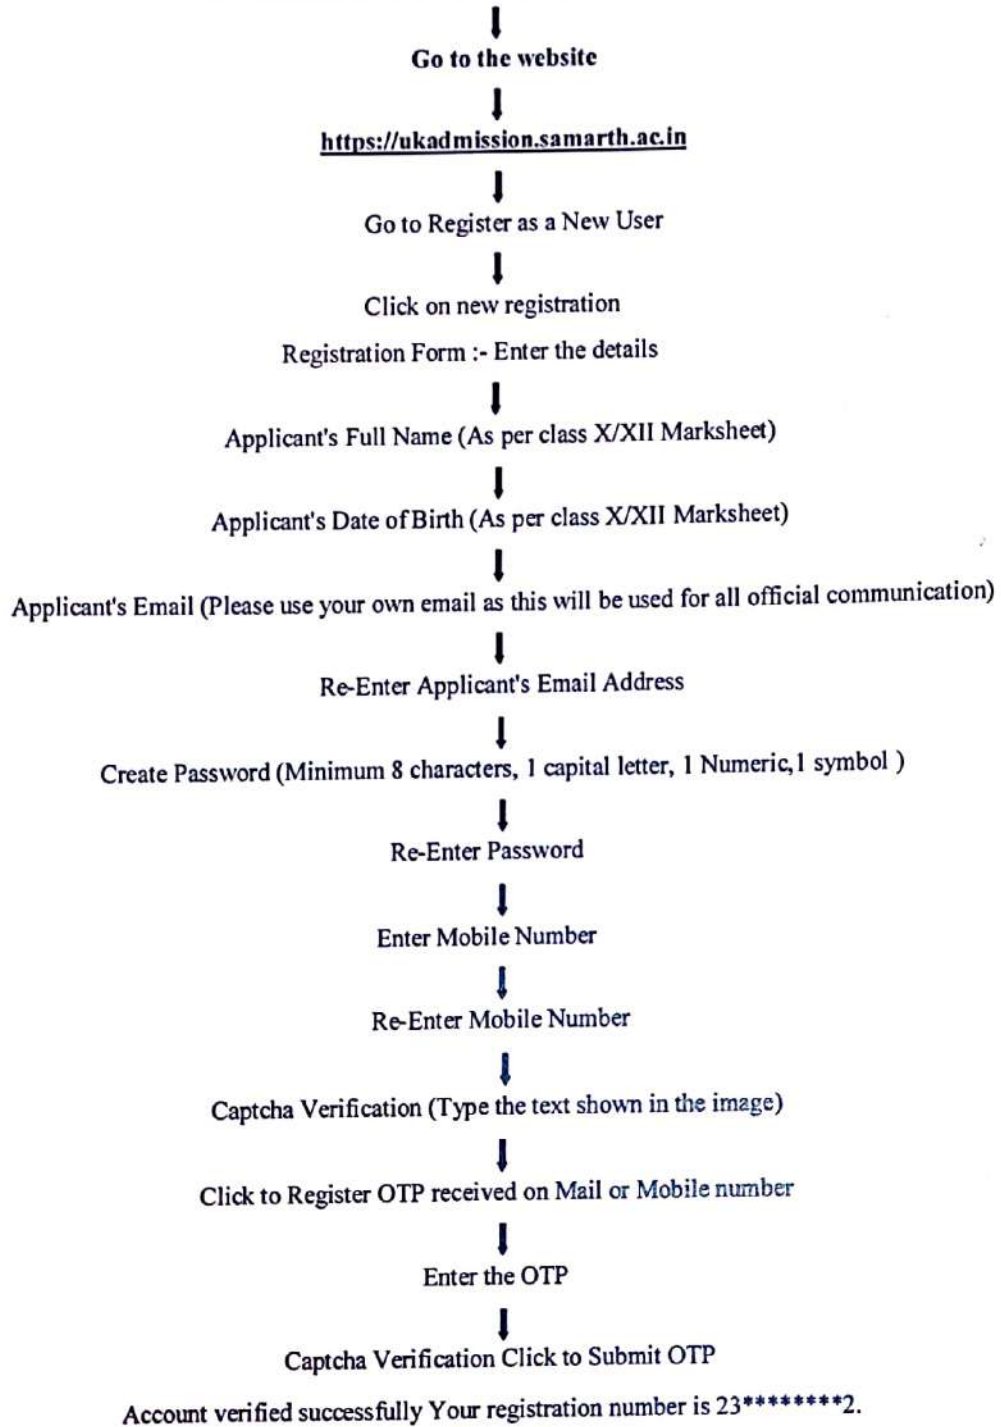 Go to the website
https://ukadmission.samarth.ac.in
Go to Register as a New User
Click on new registration
Registration Form :- Enter the details
Applicant's Full Name (As per class X/XII Marksheet)
Applicant's Date of Birth (As per class X/XII Marksheet)
Applicant's Email (Please use your own email as this will be used for all official communication)
Re-Enter Applicant's Email Address
Create Password (Minimum 8 characters, 1 capital letter, 1 Numeric,1 symbol )
Re-Enter Password
Enter Mobile Number
Re-Enter Mobile Number
Captcha Verification (Type the text shown in the image)
Click to Register OTP received on Mail or Mobile number
Enter the OTP
Captcha Verification Click to Submit OTP
Account verified successfully Your registration number is 23********2.